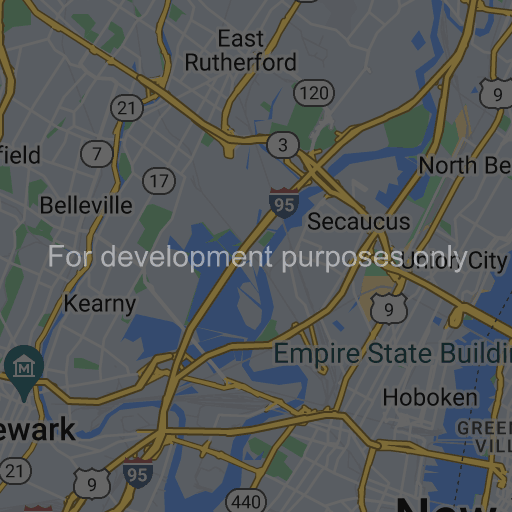 East
Rutherford
120
9
21
3
field
7
North Be
17
Belleville
95
Secaucus
For development purposes only
Union City
Kearny
9
Empire State Buildin
M
Hoboken
ewark
GREEN
VILL
21
9
95
440
New